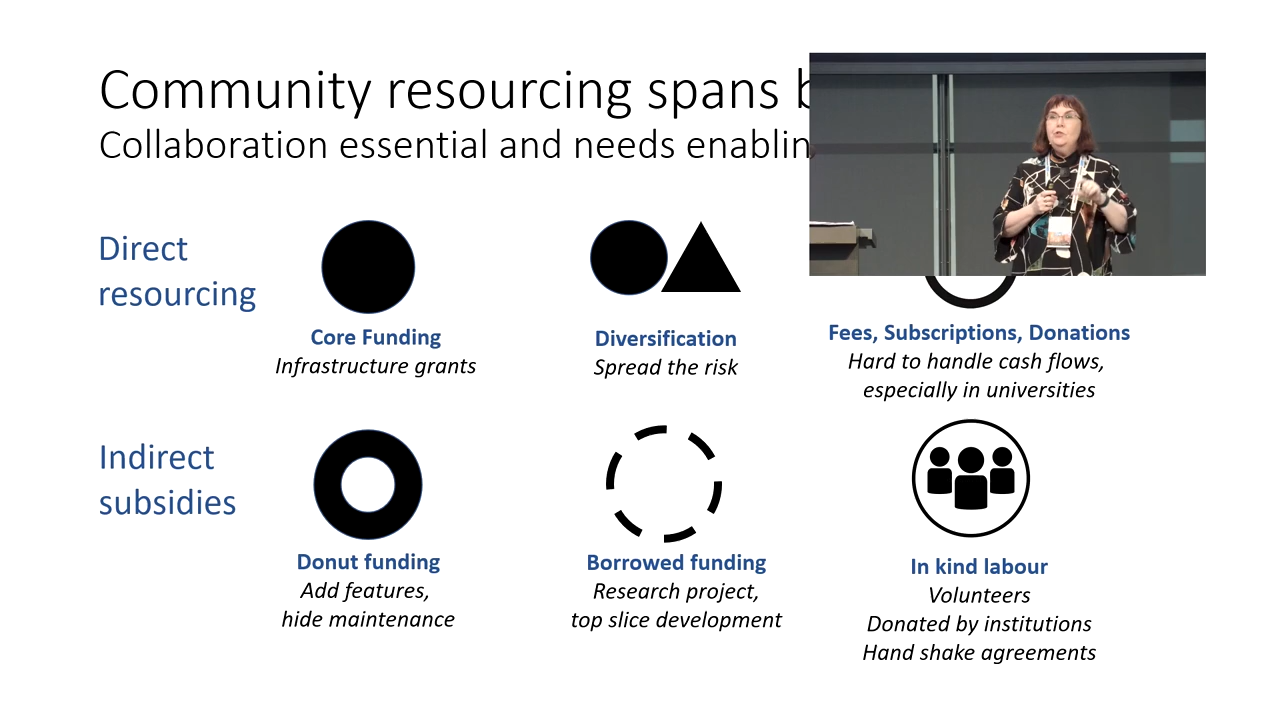 Community resourcing spans
Collaboration essential and needs
Direct
resourcing
Core Funding
Infrastructure grants
Diversification
Spread the risk
Fees, Subscriptions, Donations
Hard to handle cash flows,
especially in universities
Indirect
subsidies
Donut funding
Add features,
hide maintenance
Borrowed funding
Research project,
top slice development
In kind labour
Volunteers
Donated by institutions
Hand shake agreements